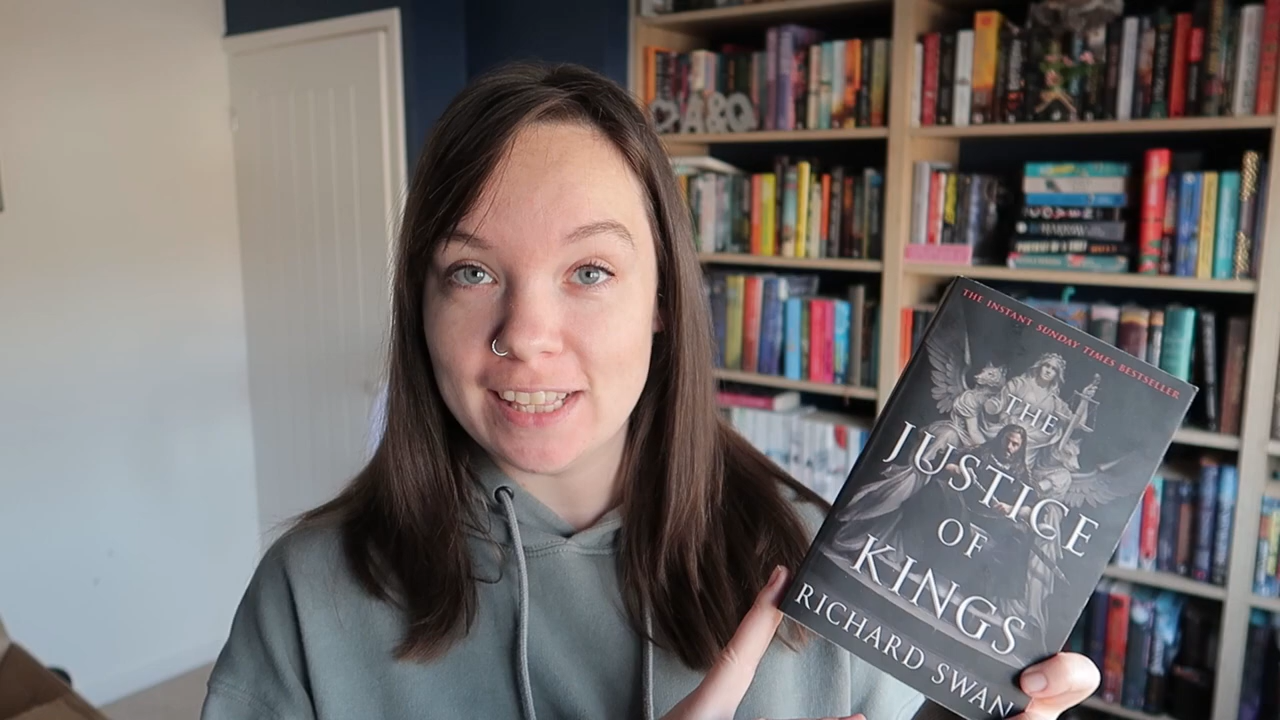 A&Q
THE INSTANT SUNDAY TIMES BESTSELLER
THE
JUSTICE
OF
KINGS
RICHARD SWAN